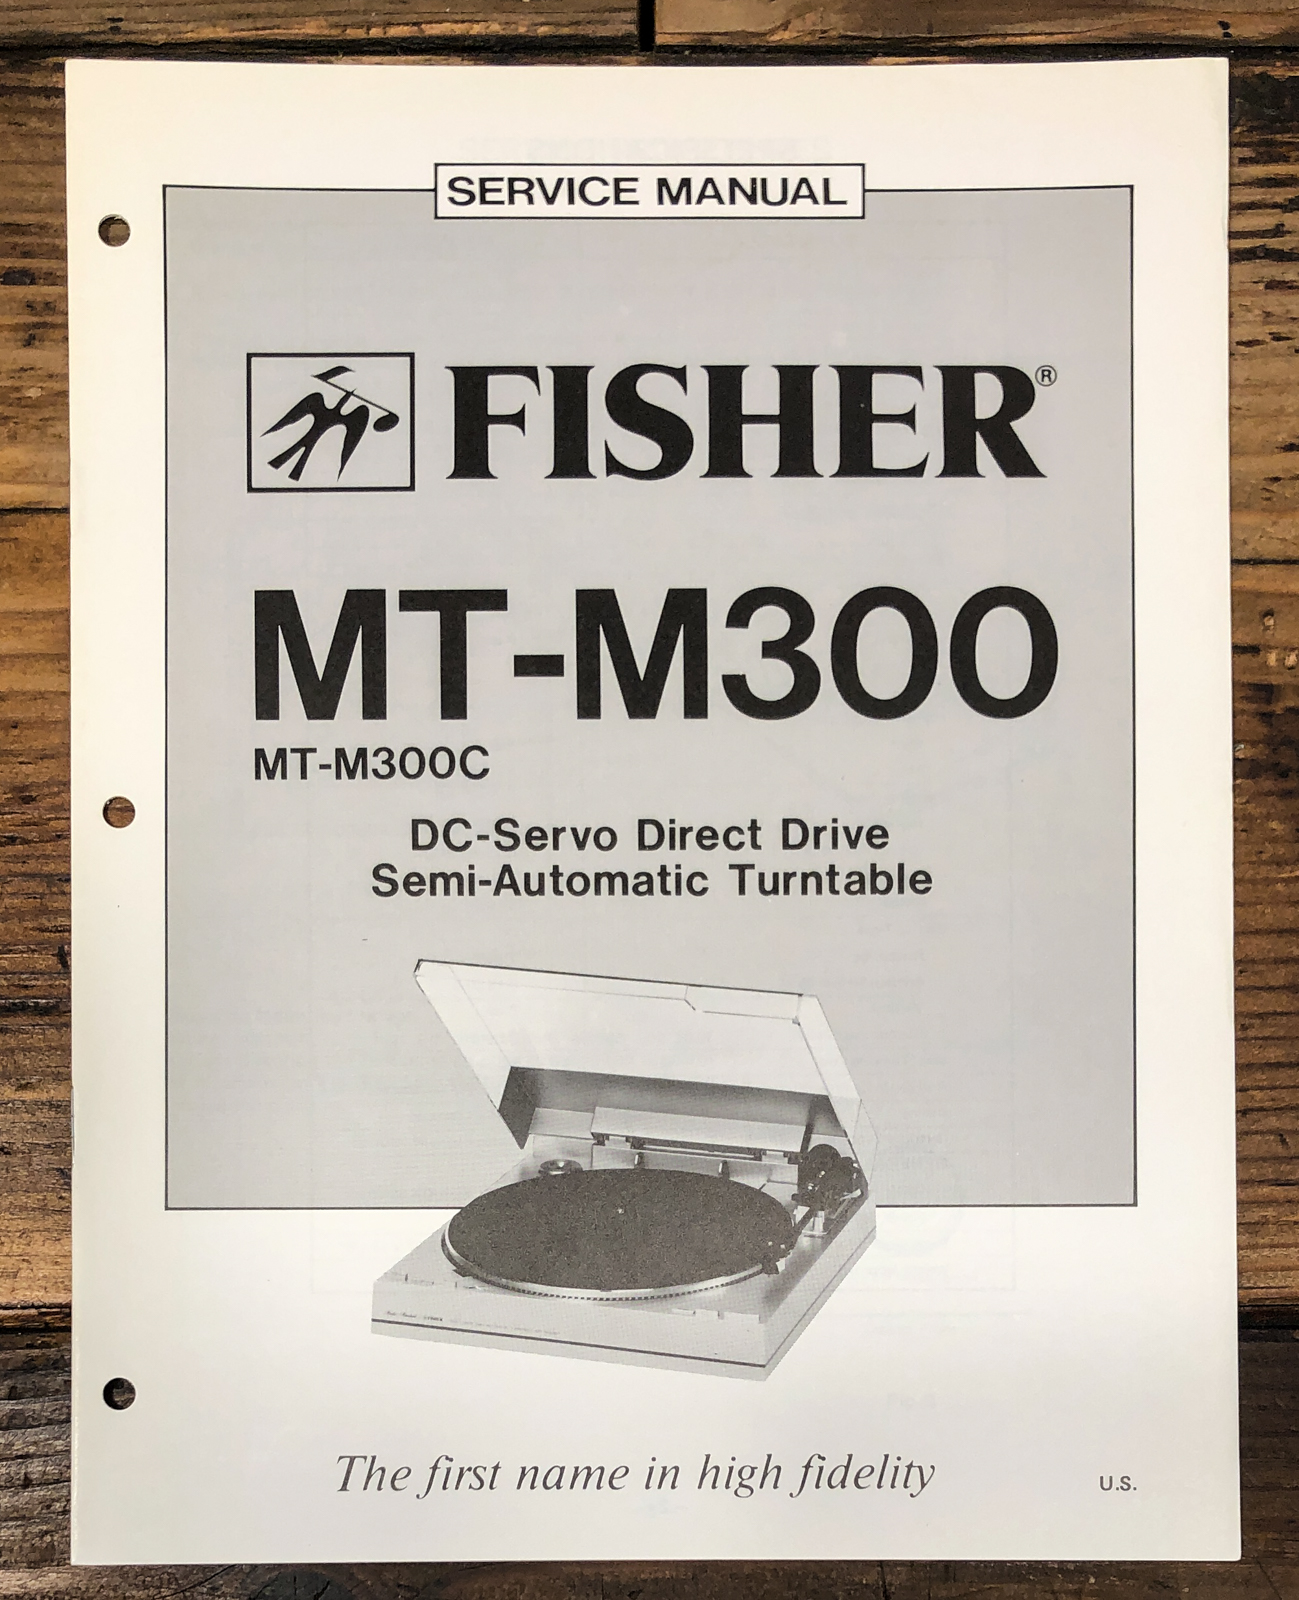 SERVICE MANUAL
FISHER®
MT-M300
MT-M300C
DC-Servo Direct Drive
Semi-Automatic Turntable
The first name in high fidelity
U.S.